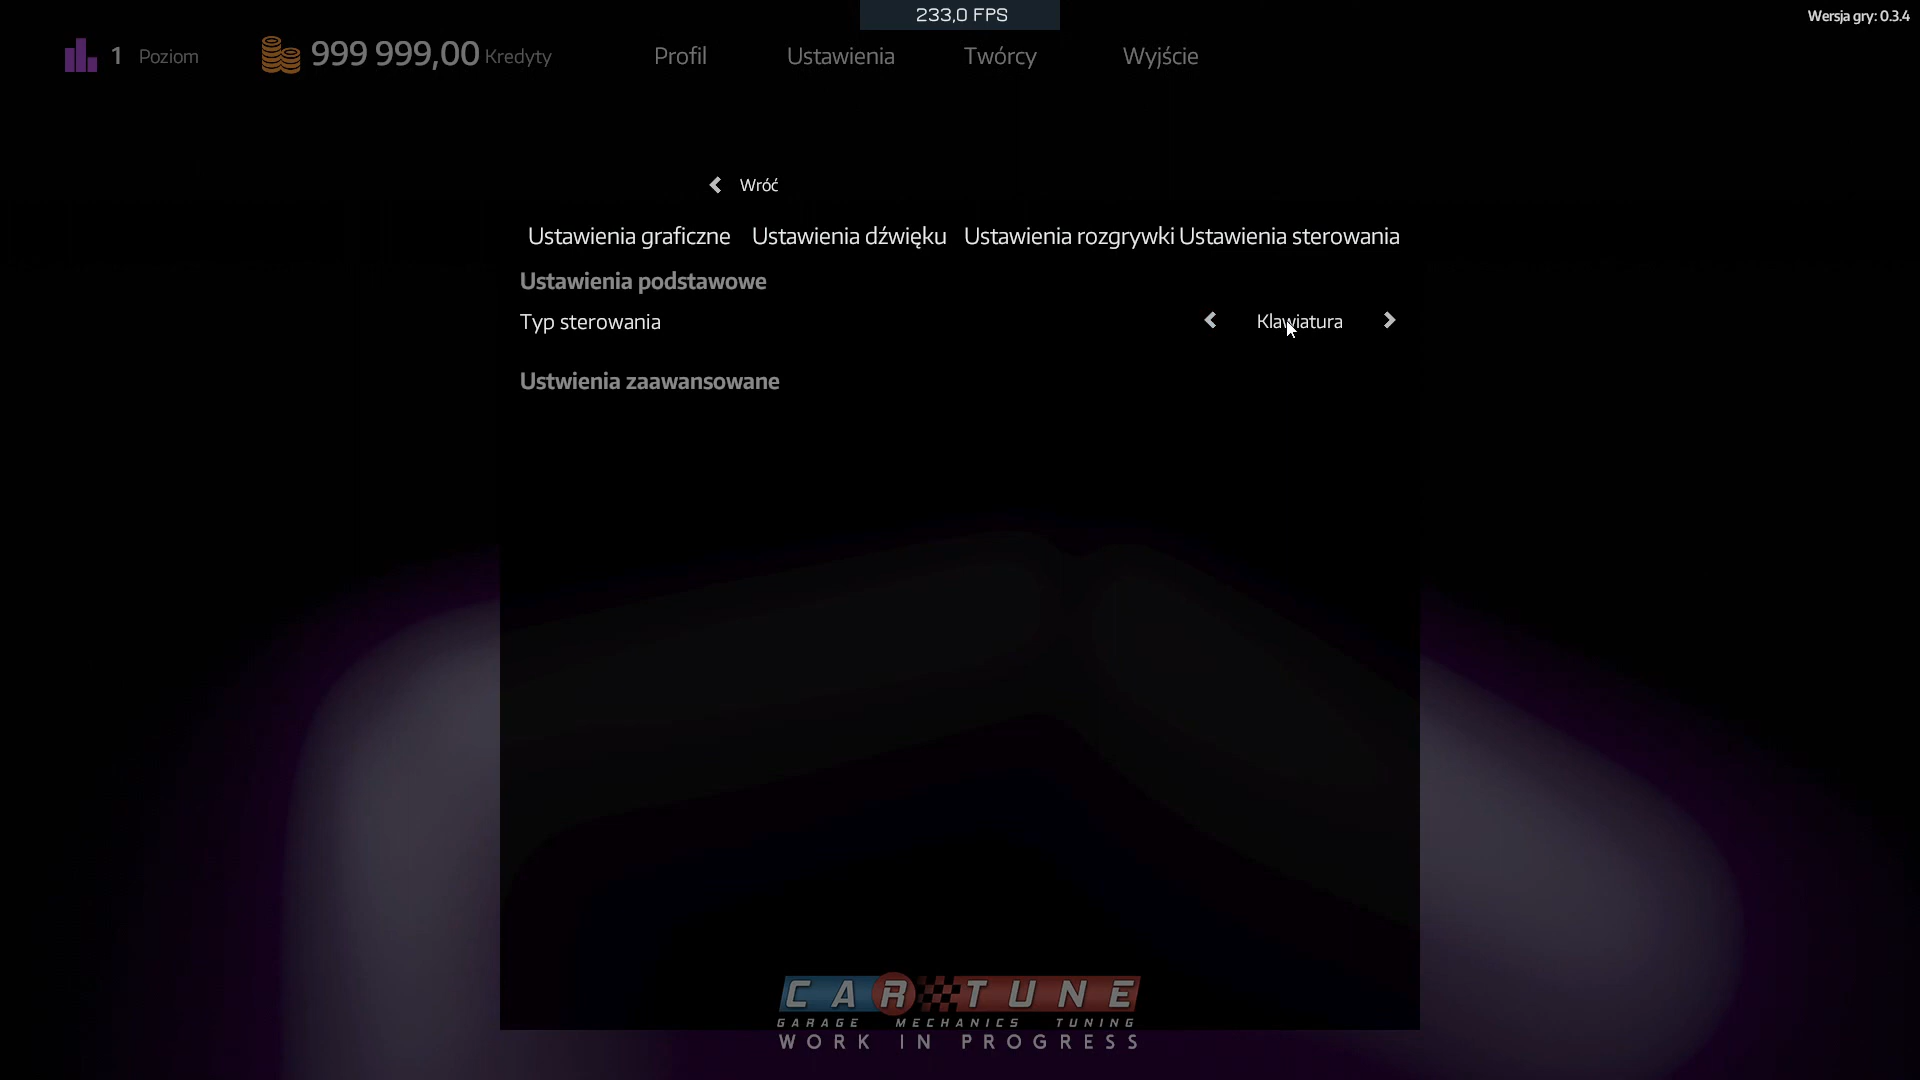 233,0 FPS
Wersja gry: 0.3.4
1 Poziom 999 999,00 Kredyty Profil Ustawienia Twórcy Wyjście
Wróć
Ustawienia graficzne Ustawienia dźwięku Ustawienia rozgrywki Ustawienia sterowania
Ustawienia podstawowe
Typ sterowania Klawiatura
Ustwienia zaawansowane
CAR TUNE
GARAGE MECHANICS TUNING
WORK IN PROGRESS